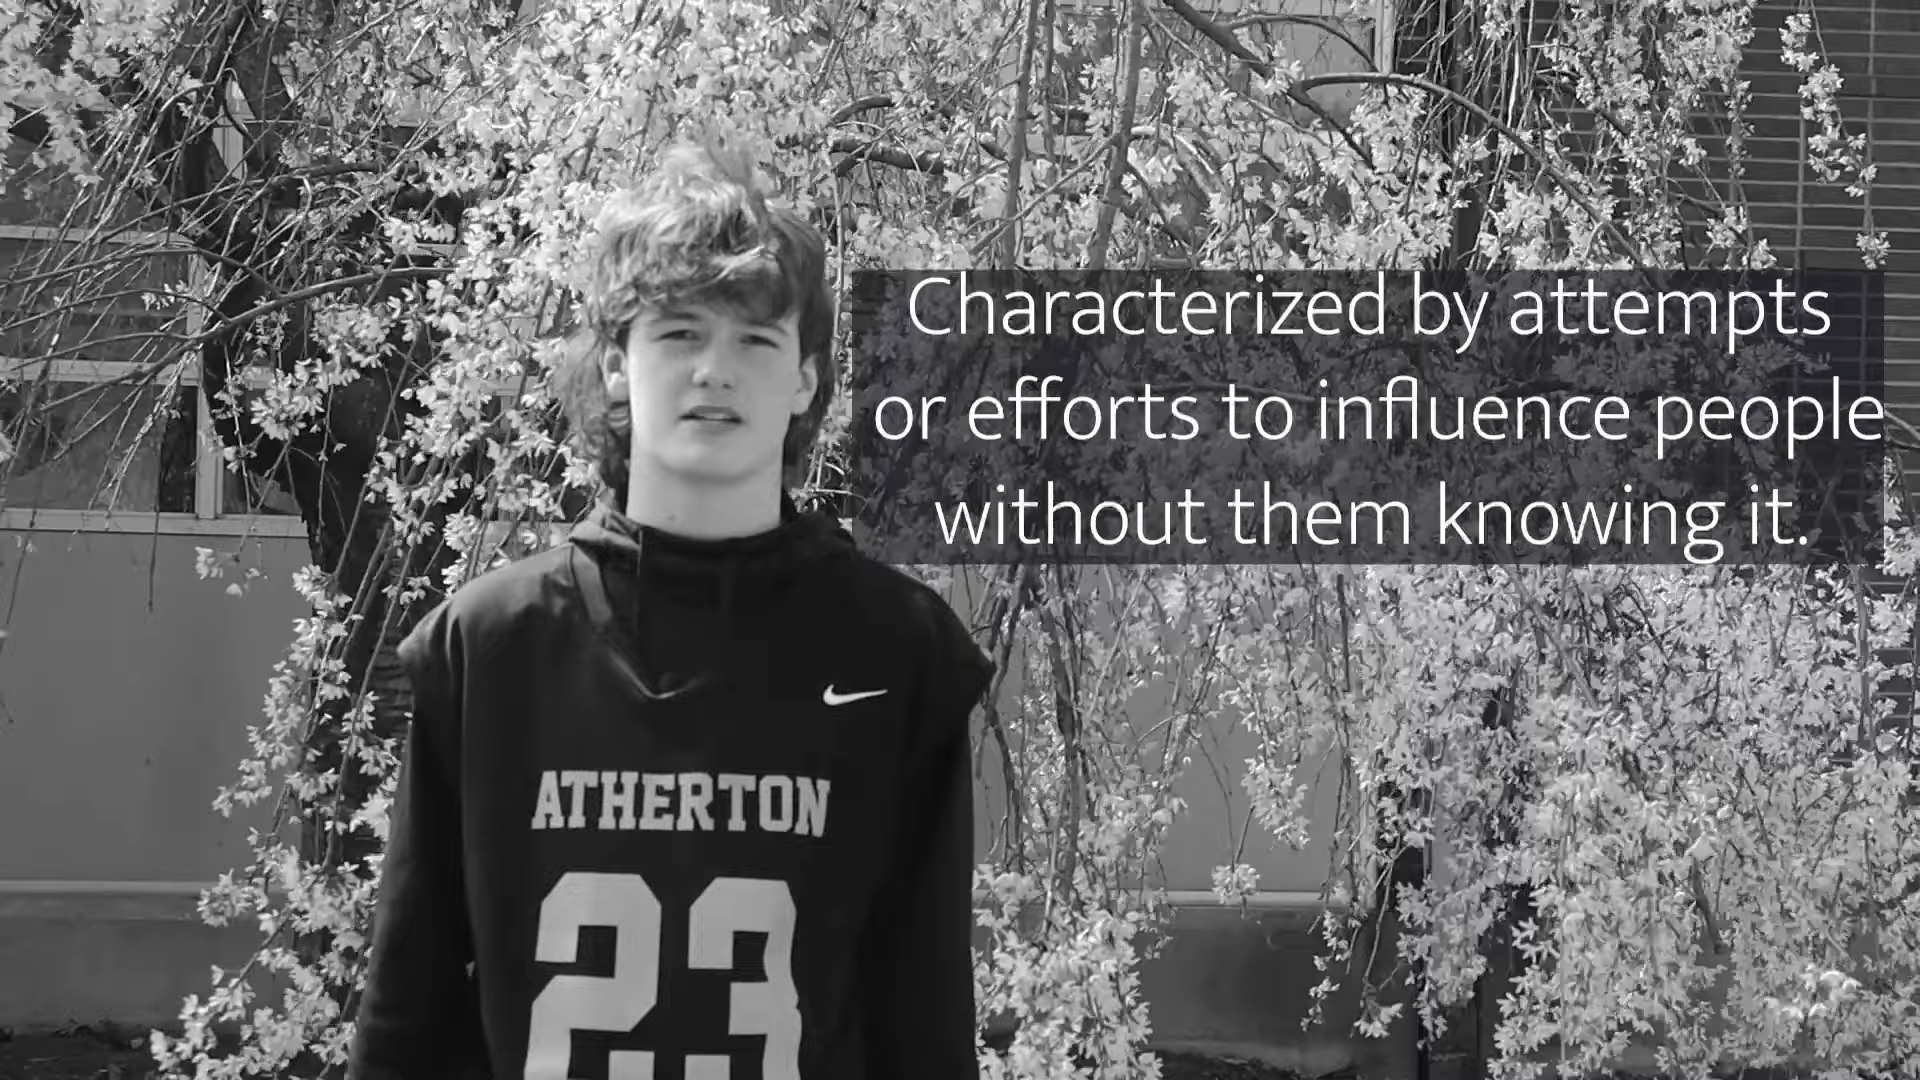 Characterized by attempts
or efforts to influence people
without them knowing it.
ATHERTON
23